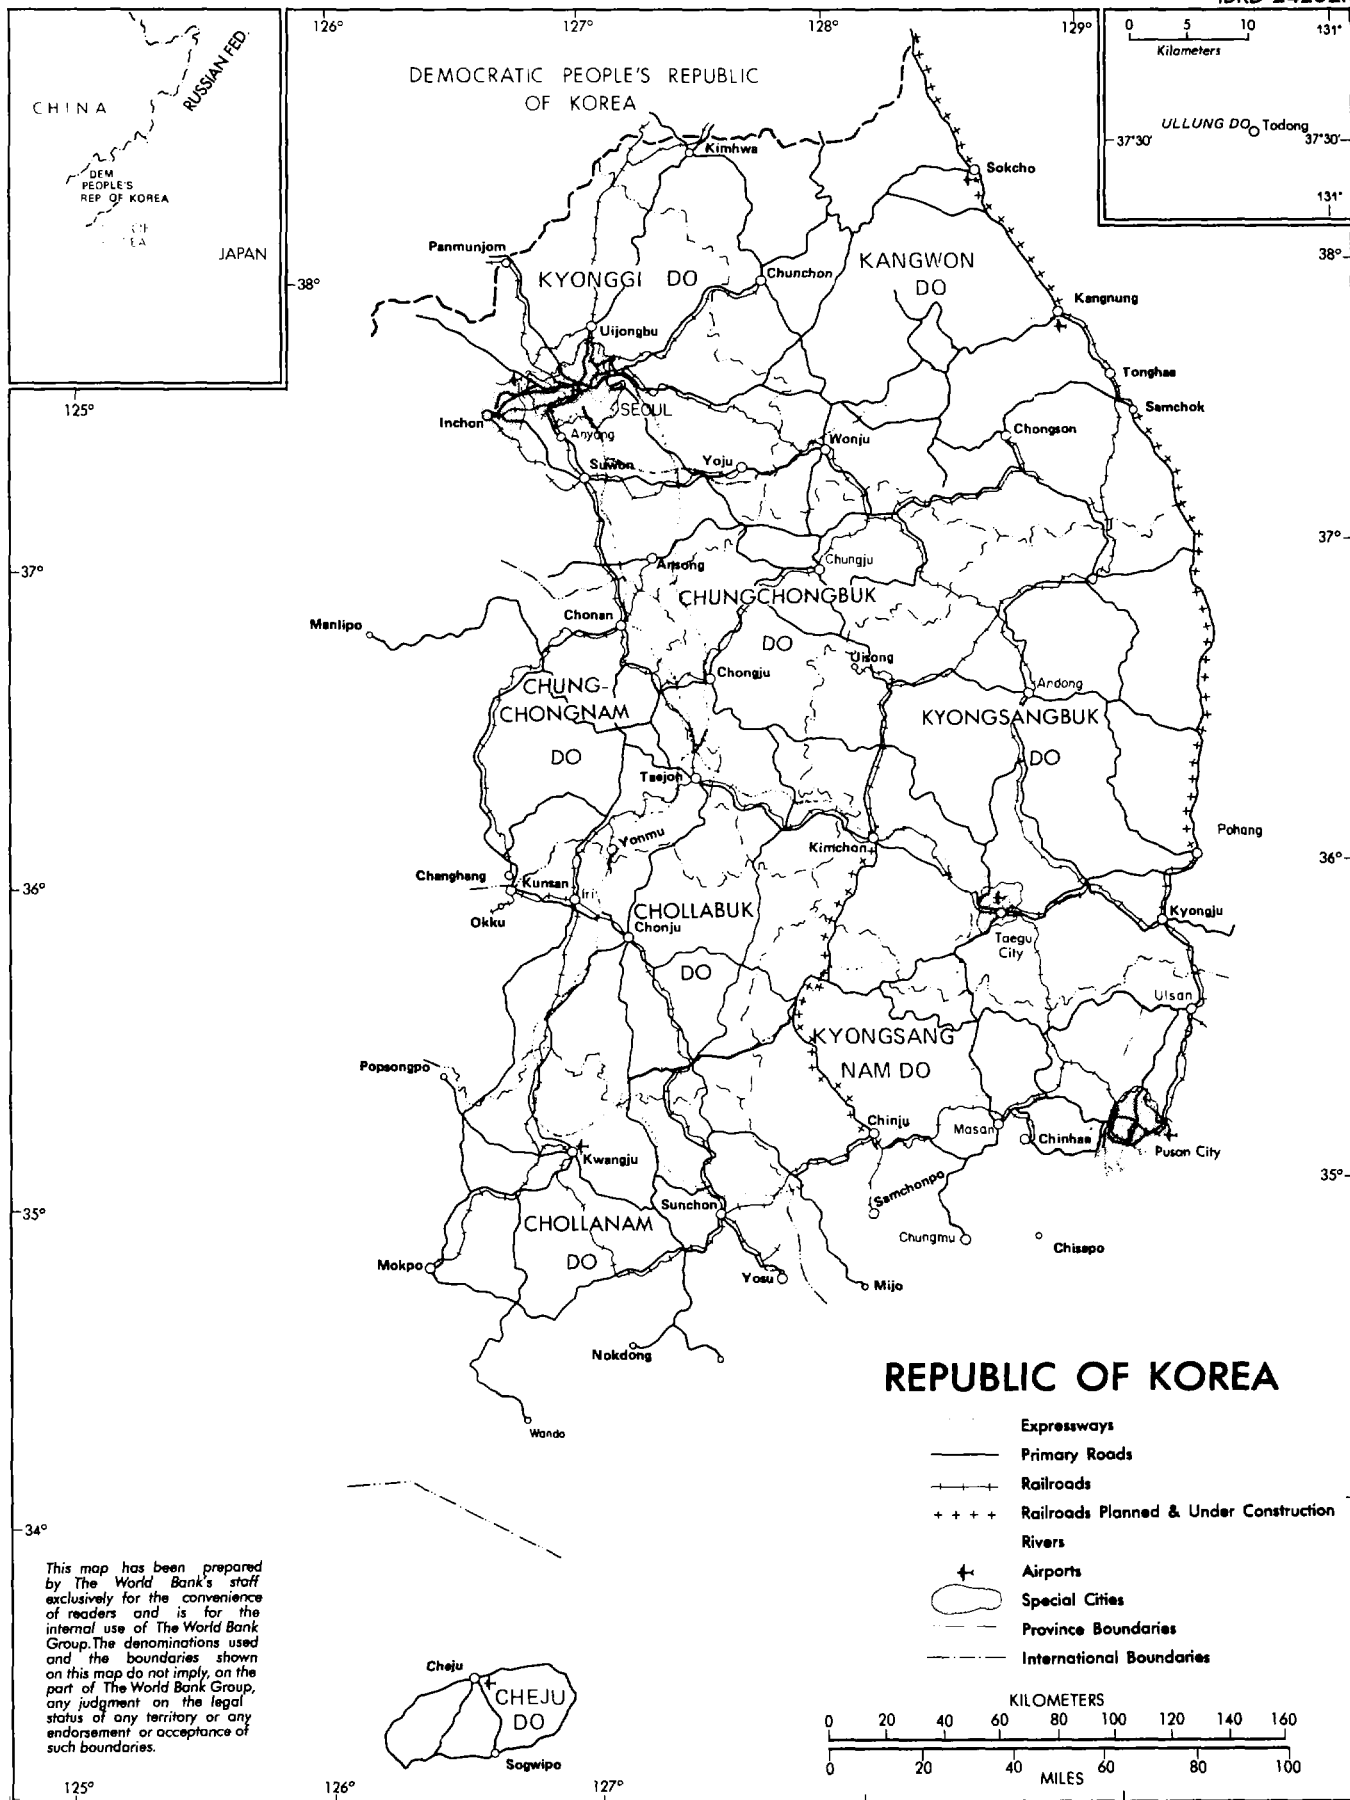 126°
127°
128°
129°
CHINA
RUSSIAN FED.
DEM
PEOPLE'S
REP OF KOREA
JAPAN
0 5 10
Kilometers
131°
ULLUNG DO
Todong
37°30'
37°30'
131°
DEMOCRATIC PEOPLE'S REPUBLIC
OF KOREA
Kimhwa
Sokcho
Panmunjom
38°
38°
KYONGGI DO
Chunchon
KANGWON
DO
Kangnung
Uijongbu
Tonghae
125°
Samchok
Inchon
SEOUL
Anyang
Chongson
Wonju
Suwon
Yoju
37°
37°
Ansong
Chungju
CHUNGCHONGBUK
DO
Manlipo
Chonan
Uisong
Chongju
Andong
CHUNG-
CHONGNAM
DO
KYONGSANGBUK
DO
Taejon
Pohang
Yonmu
Kimchon
36°
36°
Changhang
Kunsan
Iri
Okku
CHOLLABUK
DO
Chonju
Kyongju
Taegu
City
Ulsan
KYONGSANG
NAM DO
Popsongpo
Chinju
Masan
Chinhae
Pusan City
Kwangju
35°
35°
Samchonpo
Sunchon
CHOLLANAM
DO
Chungmu
Chisepo
Mokpo
Yosu
Mijo
Nokdong
Wando
REPUBLIC OF KOREA
Expressways
Primary Roads
Railroads
Railroads Planned & Under Construction
Rivers
Airports
Special Cities
Province Boundaries
International Boundaries
34°
This map has been prepared
by The World Bank's staff
exclusively for the convenience
of readers and is for the
internal use of The World Bank
Group. The denominations used
and the boundaries shown
on this map do not imply, on the
part of The World Bank Group,
any judgment on the legal
status of any territory or any
endorsement or acceptance of
such boundaries.
Cheju
CHEJU
DO
Sogwipo
KILOMETERS
0 20 40 60 80 100 120 140 160
0 20 40 60 80 100
MILES
125°
126°
127°